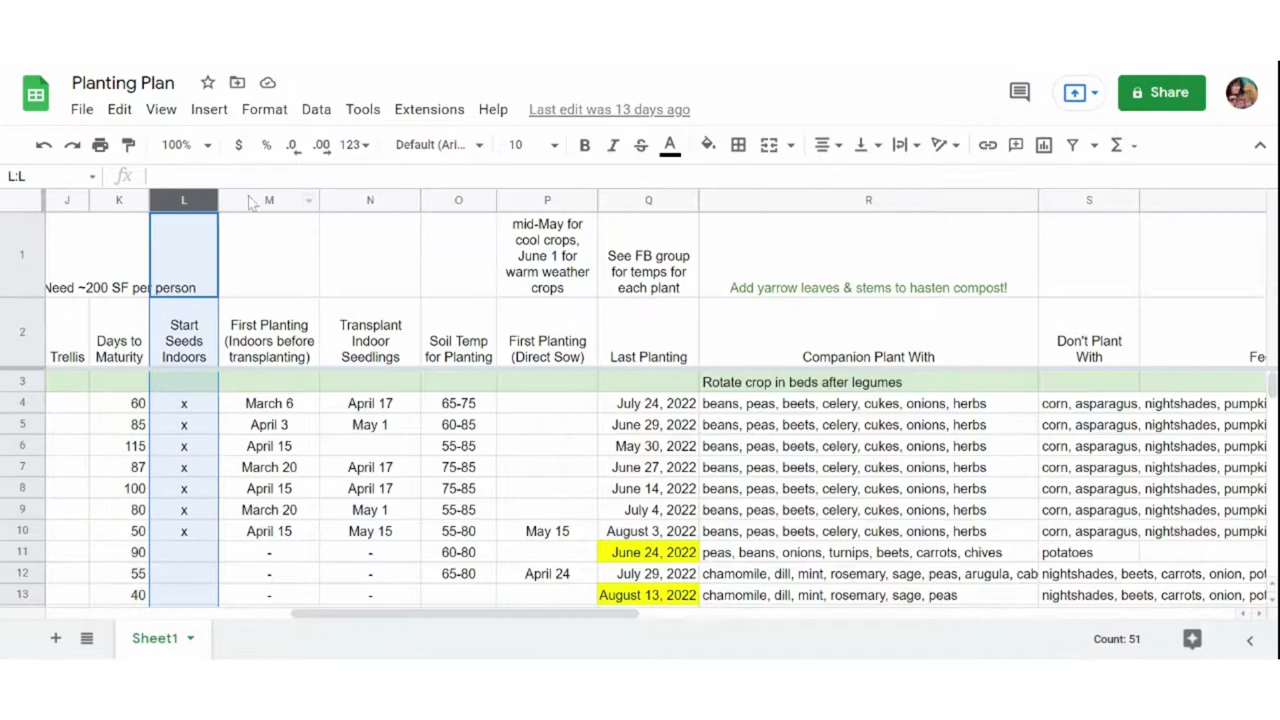 Planting Plan
File Edit View Insert Format Data Tools Extensions Help Last edit was 13 days ago
Share
100% $ % .0 .00 123 Default (Ari... 10 B I S A
L:L fx
J K L M N O P Q R S
1
Need ~200 SF per person
mid-May for
cool crops,
June 1 for
warm weather
crops
See FB group
for temps for
each plant
Add yarrow leaves & stems to hasten compost!
2
Trellis
Days to
Maturity
Start
Seeds
Indoors
First Planting
(Indoors before
transplanting)
Transplant
Indoor
Seedlings
Soil Temp
for Planting
First Planting
(Direct Sow)
Last Planting
Companion Plant With
Don't Plant
With
Fe
3 Rotate crop in beds after legumes
4 60 x March 6 April 17 65-75 July 24, 2022 beans, peas, beets, celery, cukes, onions, herbs corn, asparagus, nightshades, pumpki
5 85 x April 3 May 1 60-85 June 29, 2022 beans, peas, beets, celery, cukes, onions, herbs corn, asparagus, nightshades, pumpki
6 115 x April 15 55-85 May 30, 2022 beans, peas, beets, celery, cukes, onions, herbs corn, asparagus, nightshades, pumpki
7 87 x March 20 April 17 75-85 June 27, 2022 beans, peas, beets, celery, cukes, onions, herbs corn, asparagus, nightshades, pumpki
8 100 x April 15 April 17 75-85 June 14, 2022 beans, peas, beets, celery, cukes, onions, herbs corn, asparagus, nightshades, pumpki
9 80 x March 20 May 1 55-85 July 4, 2022 beans, peas, beets, celery, cukes, onions, herbs corn, asparagus, nightshades, pumpki
10 50 x April 15 May 15 55-80 May 15 August 3, 2022 beans, peas, beets, celery, cukes, onions, herbs corn, asparagus, nightshades, pumpki
11 90 - - 60-80 June 24, 2022 peas, beans, onions, turnips, beets, carrots, chives potatoes
12 55 - - 65-80 April 24 July 29, 2022 chamomile, dill, mint, rosemary, sage, peas, arugula, cab nightshades, beets, carrots, onion, pot
13 40 - - August 13, 2022 chamomile, dill, mint, rosemary, sage, peas nightshades, beets, carrots, onion, pot
Sheet1 Count: 51